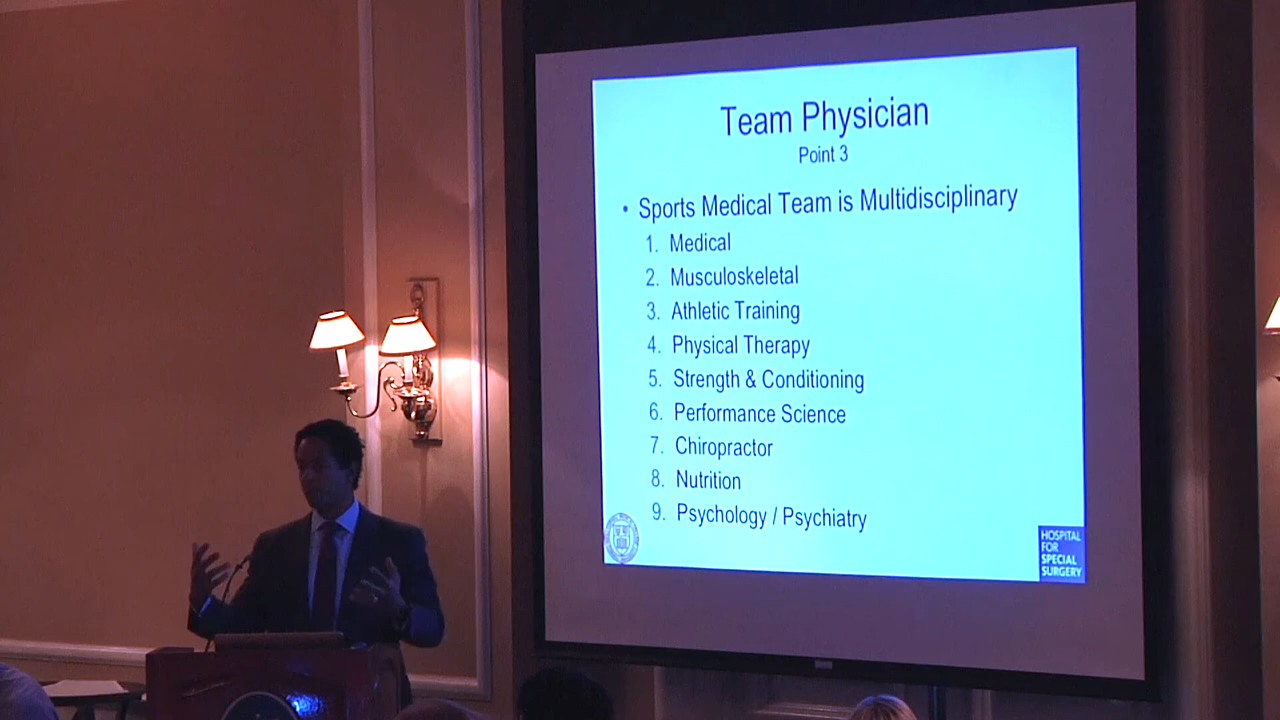 Team Physician
Point 3
• Sports Medical Team is Multidisciplinary
1. Medical
2. Musculoskeletal
3. Athletic Training
4. Physical Therapy
5. Strength & Conditioning
6. Performance Science
7. Chiropractor
8. Nutrition
9. Psychology / Psychiatry
HOSPITAL
FOR
SPECIAL
SURGERY